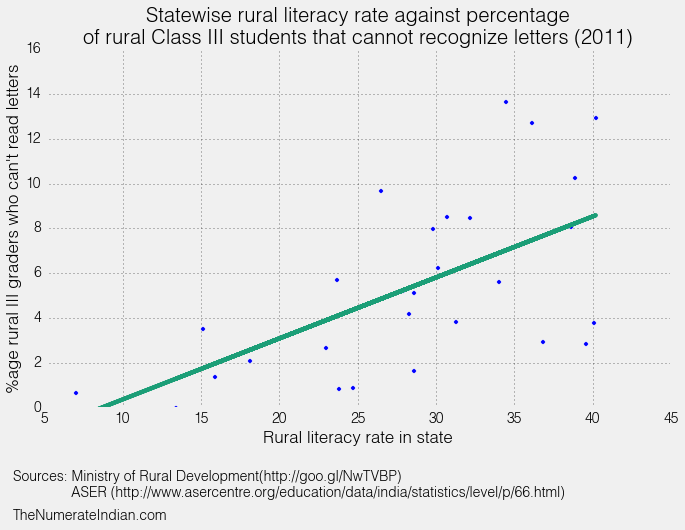 Statewise rural literacy rate against percentage
of rural Class III students that cannot recognize letters (2011)
%age rural III graders who can't read letters
16
14
12
10
8
6
4
2
0
5 10 15 20 25 30 35 40 45
Rural literacy rate in state
Sources: Ministry of Rural Development(http://goo.gl/NwTVBP)
ASER (http://www.asercentre.org/education/data/india/statistics/level/p/66.html)
TheNumerateIndian.com